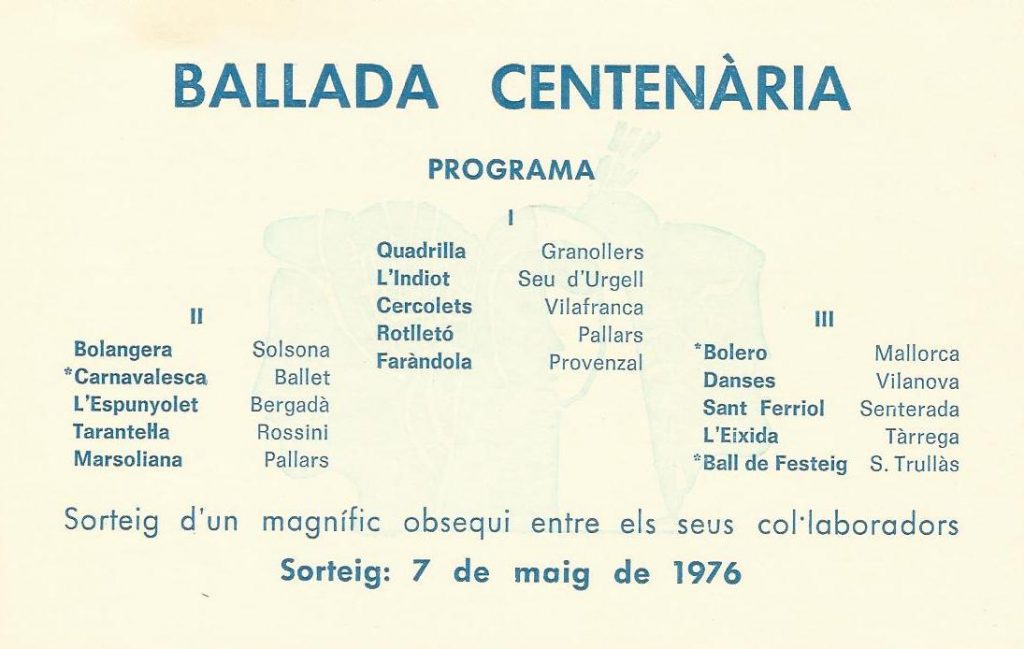 BALLADA CENTENÀRIA
PROGRAMA
I
Quadrilla Granollers
L'Indiot Seu d'Urgell
Cercolets Vilafranca
Rotlletó Pallars
Faràndola Provenzal
II
Bolangera Solsona
*Carnavalesca Ballet
L'Espunyolet Bergadà
Tarantel·la Rossini
Marsoliana Pallars
III
*Bolero Mallorca
Danses Vilanova
Sant Ferriol Senterada
L'Eixida Tàrrega
*Ball de Festeig S. Trullàs
Sorteig d'un magnífic obsequi entre els seus col·laboradors
Sorteig: 7 de maig de 1976